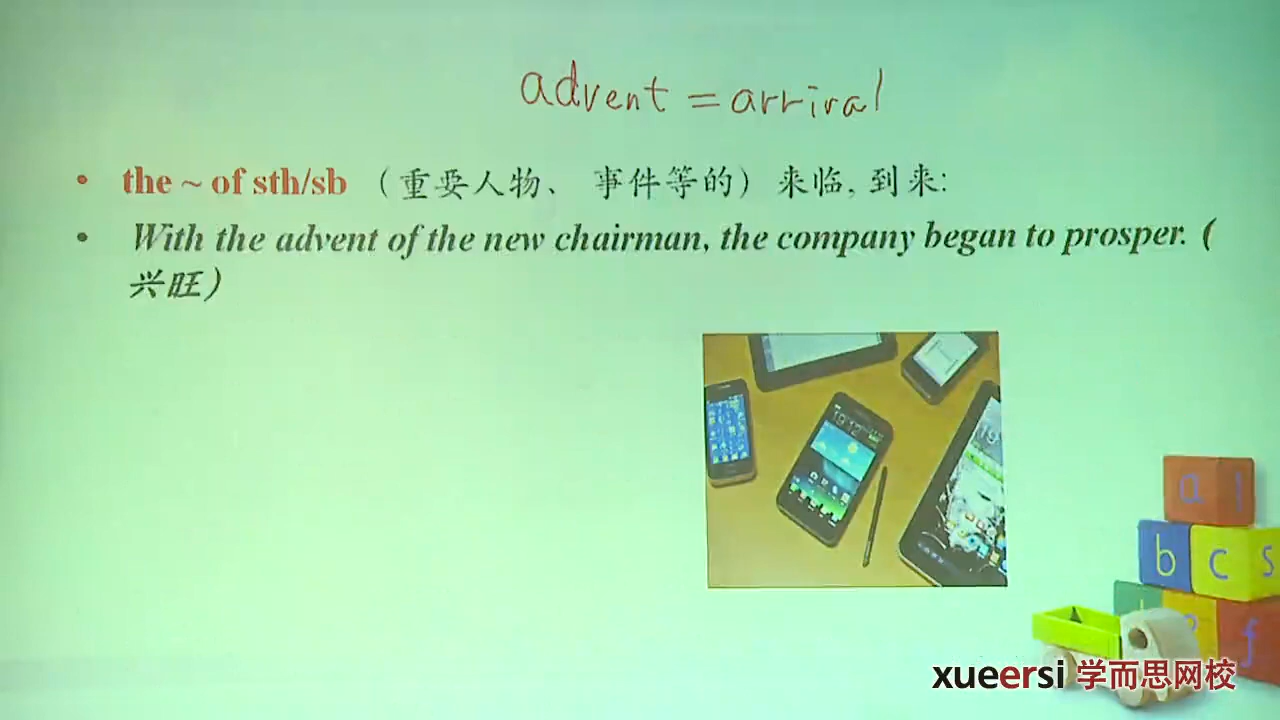 advent = arrival
• the ~ of sth/sb （重要人物、 事件等的）来临, 到来:
• With the advent of the new chairman, the company began to prosper. (
兴旺）
19:12
a l
b c s
f
xueersi 学而思网校